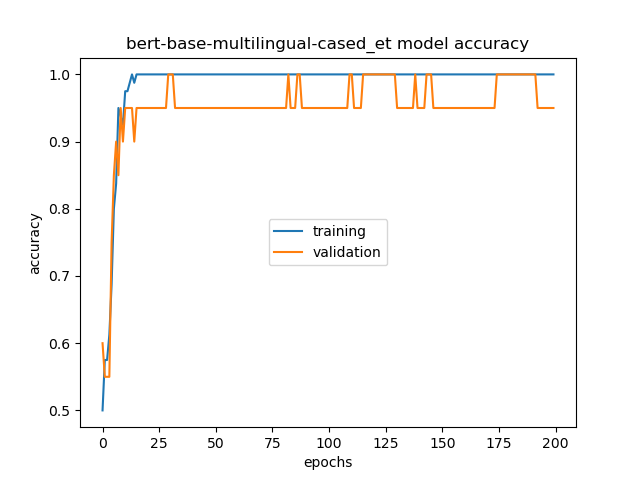 bert-base-multilingual-cased_et model accuracy
1.0
0.9
0.8
0.7
0.6
0.5
accuracy
training
validation
0 25 50 75 100 125 150 175 200
epochs